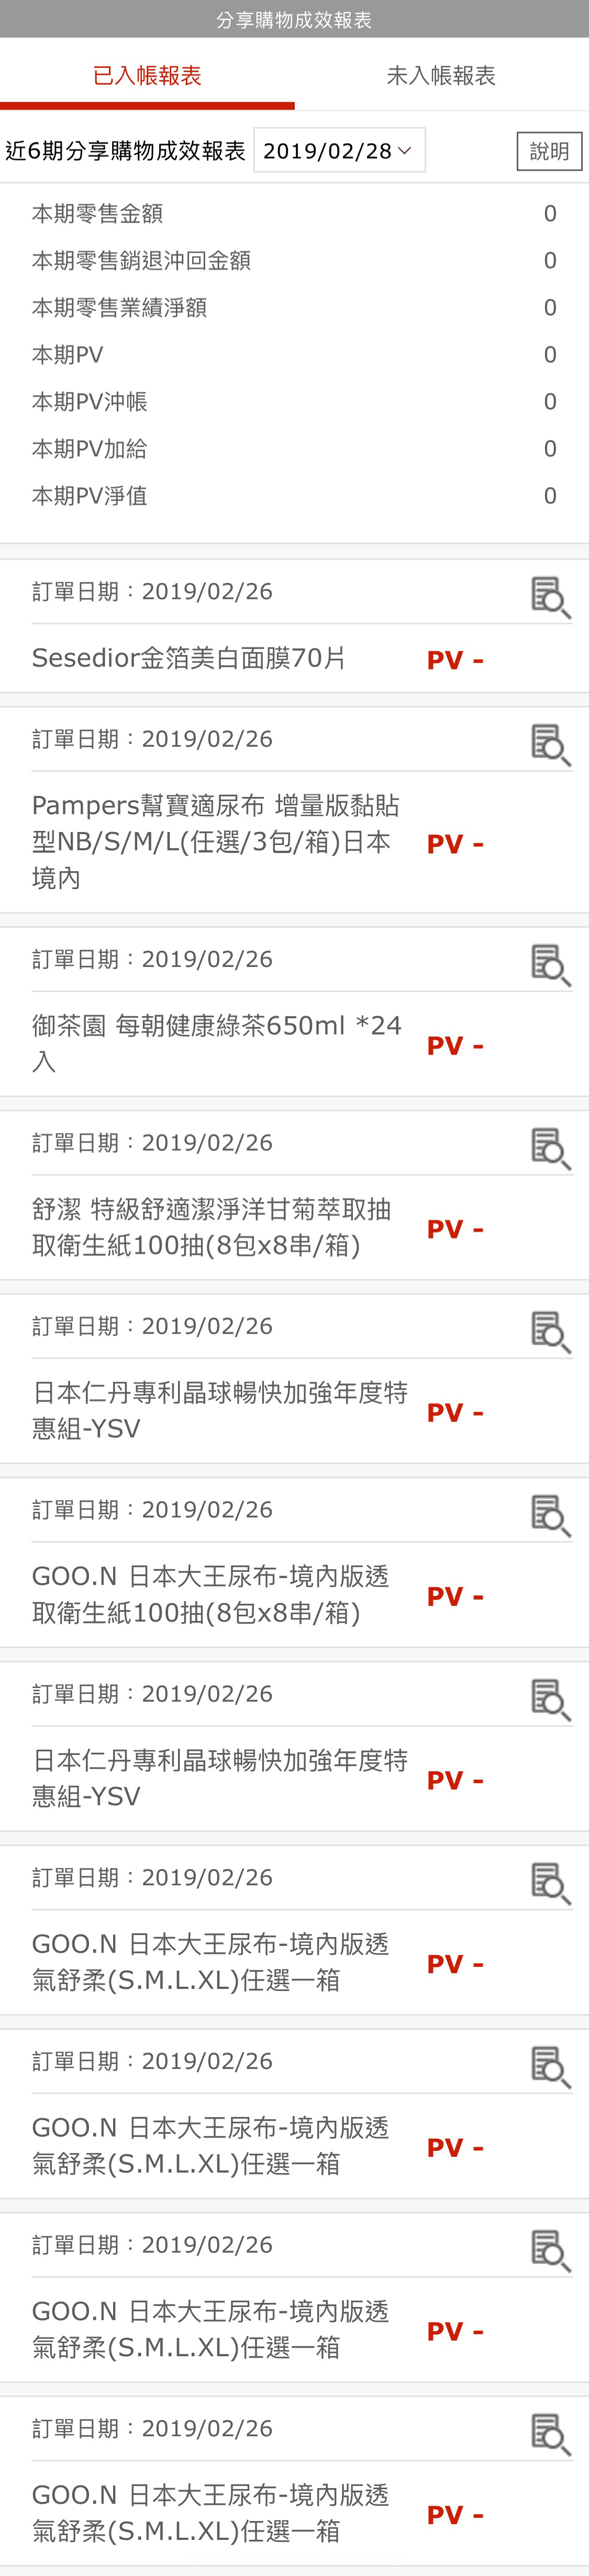 分享購物成效報表
已入帳報表 未入帳報表
近6期分享購物成效報表 2019/02/28 說明
本期零售金額 0
本期零售銷退沖回金額 0
本期零售業績淨額 0
本期PV 0
本期PV沖帳 0
本期PV加給 0
本期PV淨值 0
訂單日期：2019/02/26
Sesedior金箔美白面膜70片 PV -
訂單日期：2019/02/26
Pampers幫寶適尿布 增量版黏貼
型NB/S/M/L(任選/3包/箱)日本 PV -
境內
訂單日期：2019/02/26
御茶園 每朝健康綠茶650ml *24
入 PV -
訂單日期：2019/02/26
舒潔 特級舒適潔淨洋甘菊萃取抽
取衛生紙100抽(8包x8串/箱) PV -
訂單日期：2019/02/26
日本仁丹專利晶球暢快加強年度特
惠組-YSV PV -
訂單日期：2019/02/26
GOO.N 日本大王尿布-境內版透
取衛生紙100抽(8包x8串/箱) PV -
訂單日期：2019/02/26
日本仁丹專利晶球暢快加強年度特
惠組-YSV PV -
訂單日期：2019/02/26
GOO.N 日本大王尿布-境內版透
氣舒柔(S.M.L.XL)任選一箱 PV -
訂單日期：2019/02/26
GOO.N 日本大王尿布-境內版透
氣舒柔(S.M.L.XL)任選一箱 PV -
訂單日期：2019/02/26
GOO.N 日本大王尿布-境內版透
氣舒柔(S.M.L.XL)任選一箱 PV -
訂單日期：2019/02/26
GOO.N 日本大王尿布-境內版透
氣舒柔(S.M.L.XL)任選一箱 PV -